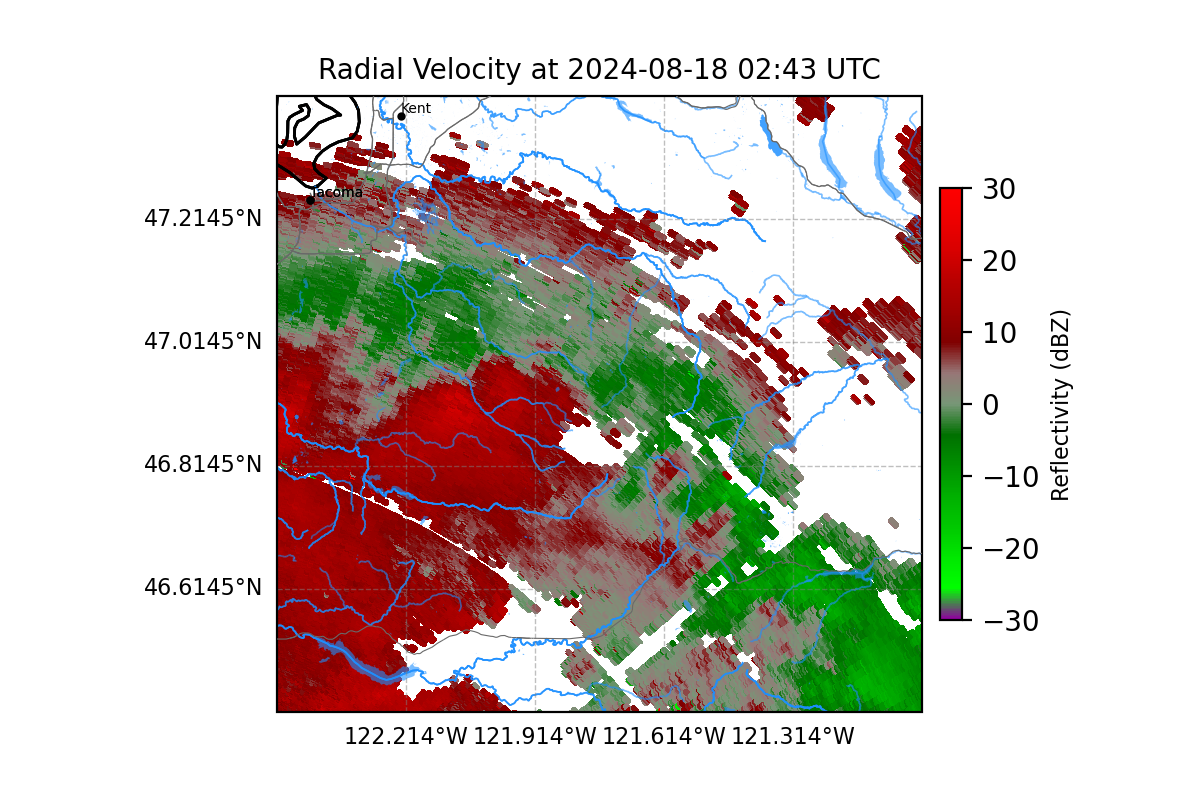 Radial Velocity at 2024-08-18 02:43 UTC
Kent
Tacoma
47.2145°N
47.0145°N
46.8145°N
46.6145°N
122.214°W 121.914°W 121.614°W 121.314°W
30
20
10
0
−10
−20
−30
Reflectivity (dBZ)